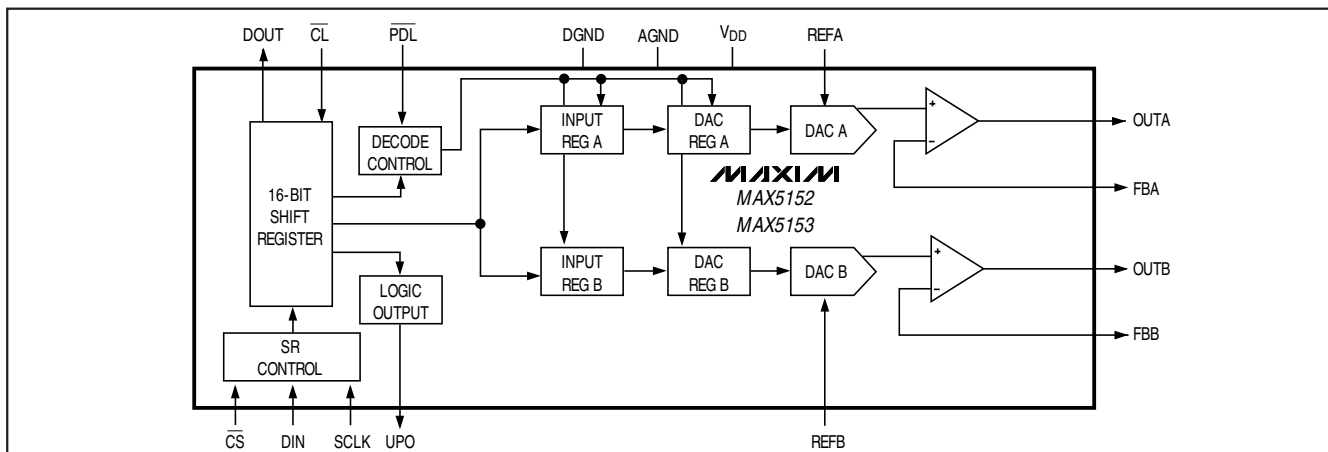 DOUT
CL
PDL
DGND
AGND
VDD
REFA
INPUT
REG A
DAC
REG A
DAC A
+
−
OUTA
DECODE
CONTROL
16-BIT
SHIFT
REGISTER
MAXIM
MAX5152
MAX5153
FBA
INPUT
REG B
DAC
REG B
DAC B
+
−
OUTB
LOGIC
OUTPUT
SR
CONTROL
FBB
CS
DIN
SCLK
UPO
REFB